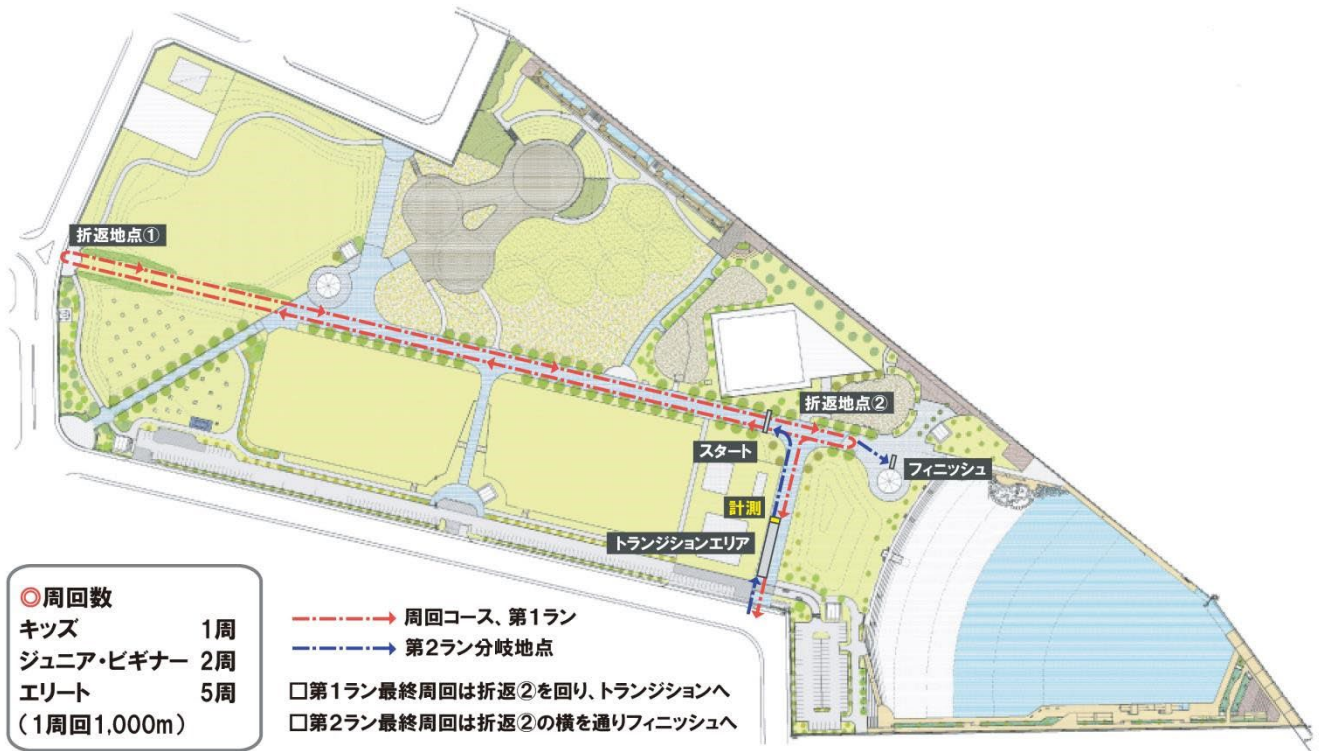 折返地点①
折返地点②
スタート
フィニッシュ
計測
トランジションエリア
◎周回数
キッズ 1周
ジュニア・ビギナー 2周
エリート 5周
(1周回1,000m)
周回コース、第1ラン
第2ラン分岐地点
□第1ラン最終周回は折返②を回り、トランジションへ
□第2ラン最終周回は折返②の横を通りフィニッシュへ